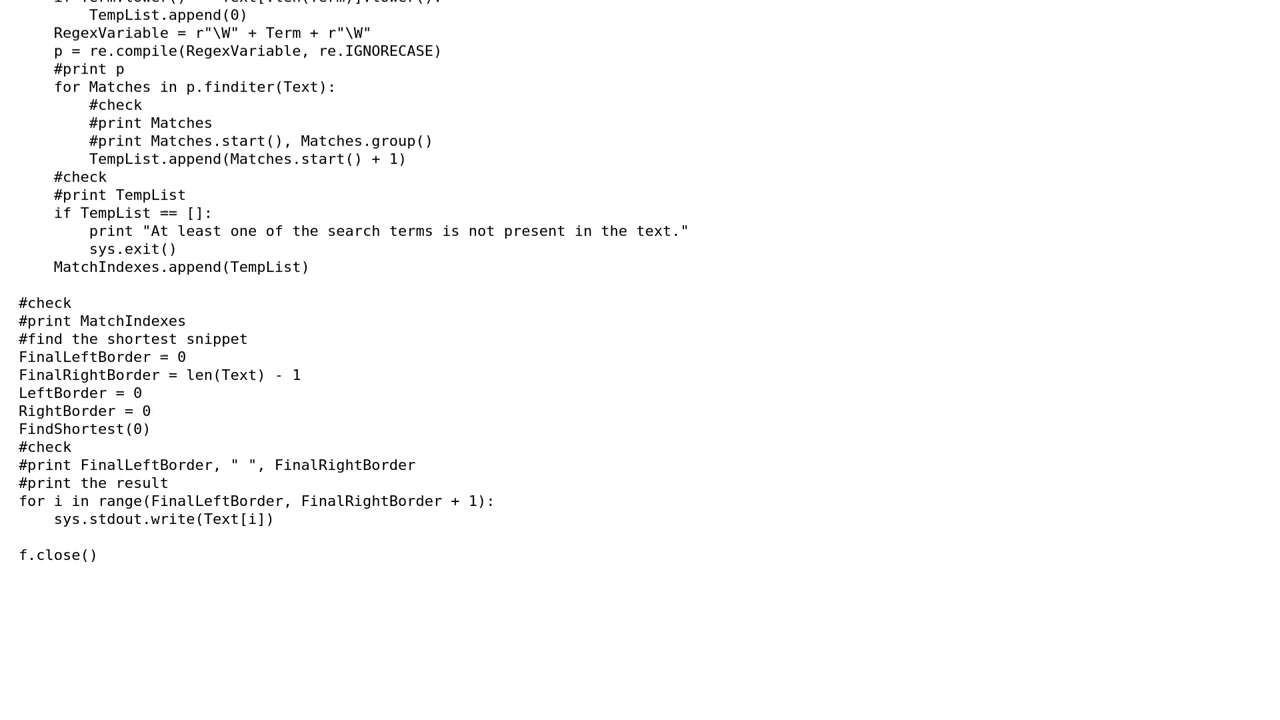 TempList.append(0)
RegexVariable = r"\W" + Term + r"\W"
p = re.compile(RegexVariable, re.IGNORECASE)
#print p
for Matches in p.finditer(Text):
#check
#print Matches
#print Matches.start(), Matches.group()
TempList.append(Matches.start() + 1)
#check
#print TempList
if TempList == []:
print "At least one of the search terms is not present in the text."
sys.exit()
MatchIndexes.append(TempList)
#check
#print MatchIndexes
#find the shortest snippet
FinalLeftBorder = 0
FinalRightBorder = len(Text) - 1
LeftBorder = 0
RightBorder = 0
FindShortest(0)
#check
#print FinalLeftBorder, " ", FinalRightBorder
#print the result
for i in range(FinalLeftBorder, FinalRightBorder + 1):
sys.stdout.write(Text[i])
f.close()